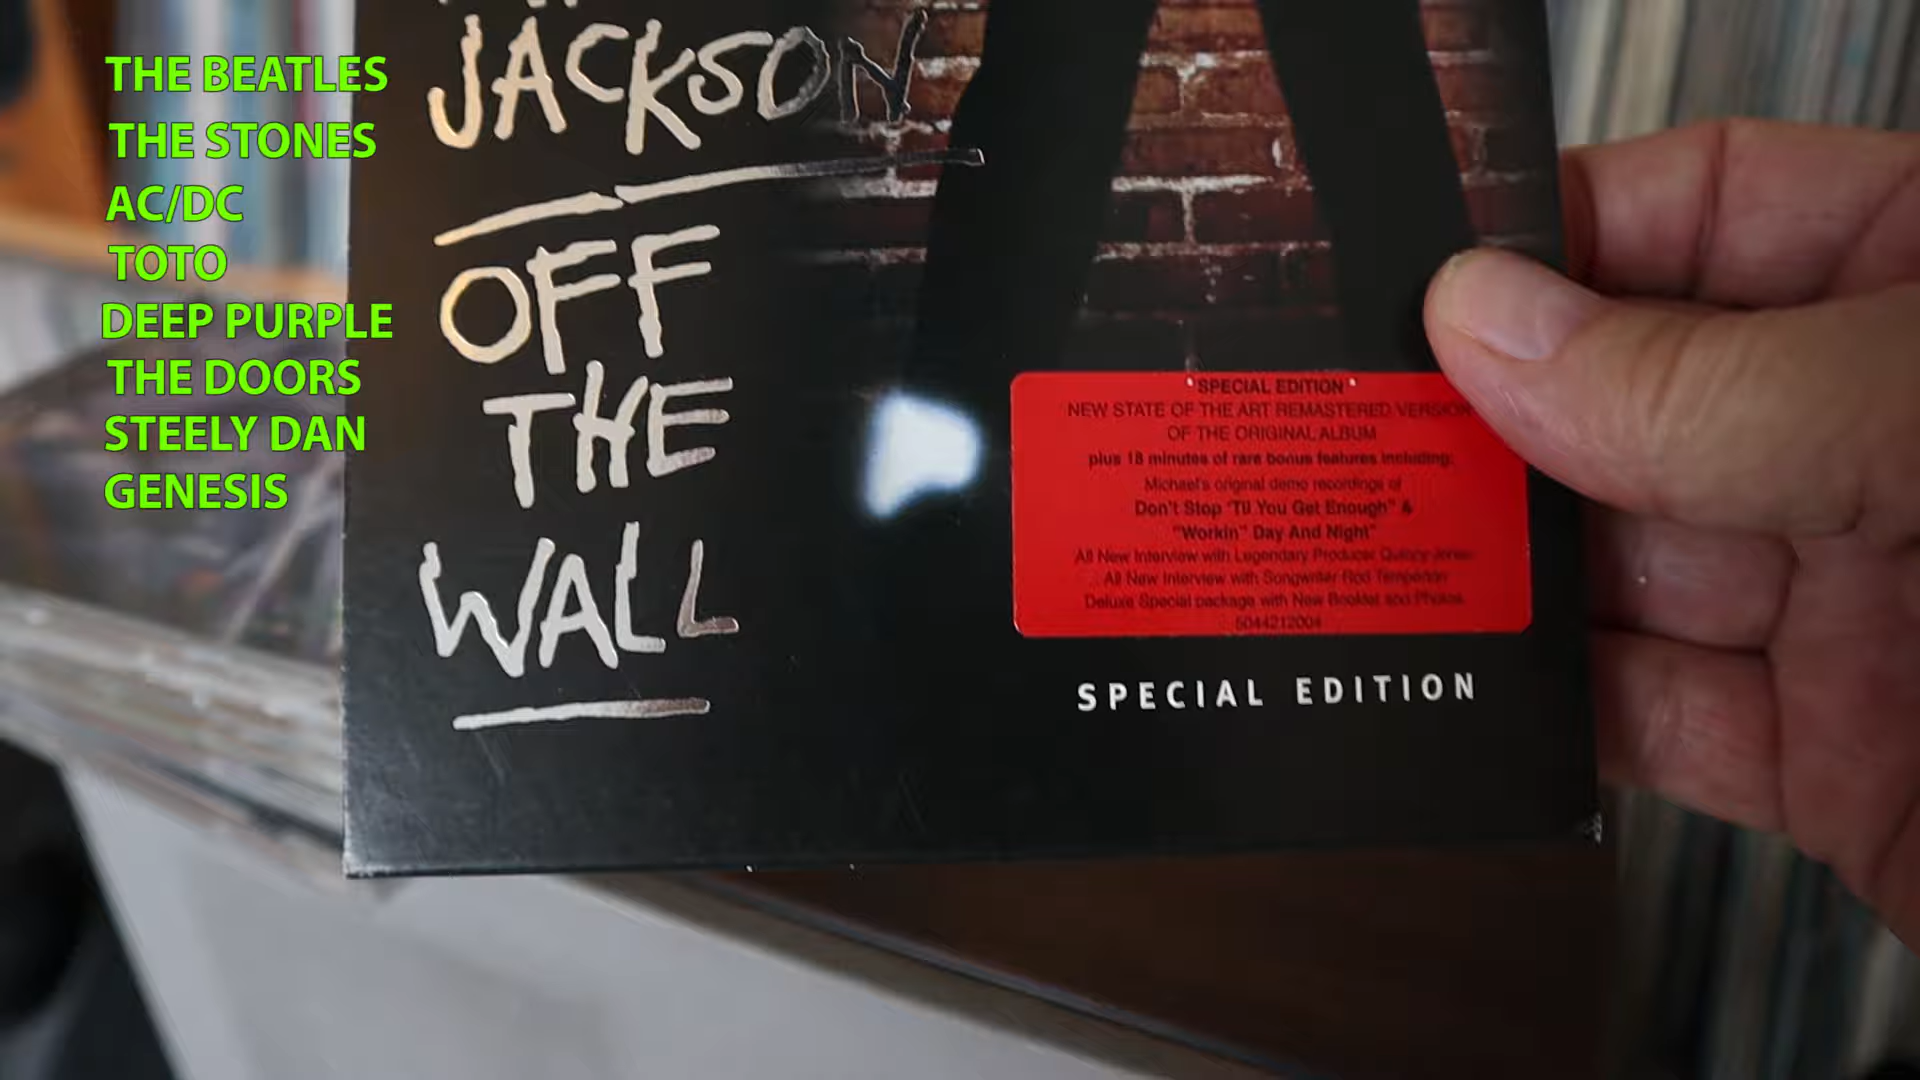 THE BEATLES
THE STONES
AC/DC
TOTO
DEEP PURPLE
THE DOORS
STEELY DAN
GENESIS
JACKSON
OFF
THE
WALL
SPECIAL EDITION
NEW STATE OF THE ART REMASTERED VERSION
OF THE ORIGINAL ALBUM
plus 18 minutes of rare bonus features including:
Michael's original demo recordings of
Don't Stop 'Til You Get Enough" &
"Workin" Day And Night"
All New Interview with Legendary Producer Quincy Jones
All New Interview with Songwriter Rod Temperton
Deluxe Special package with New Booklet and Photos
5044212004
SPECIAL EDITION